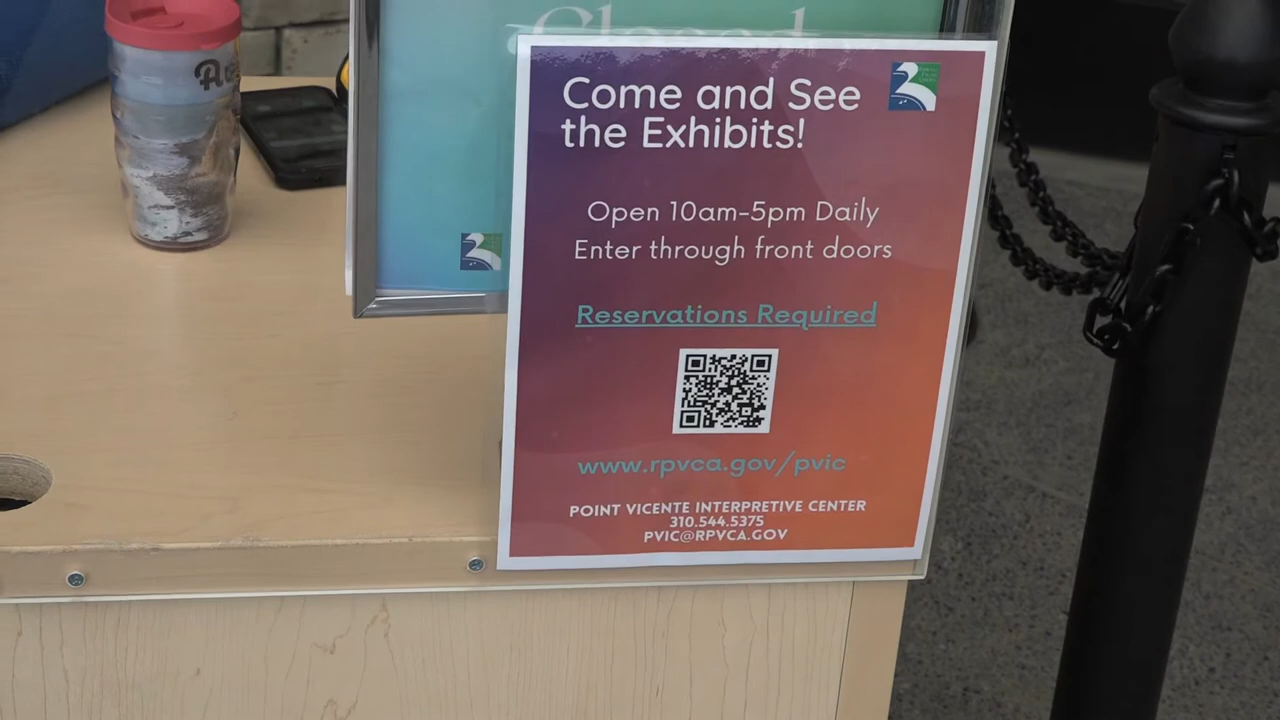 Closed
Come and See
the Exhibits!
Open 10am-5pm Daily
Enter through front doors
Reservations Required
www.rpvca.gov/pvic
POINT VICENTE INTERPRETIVE CENTER
310.544.5375
PVIC@RPVCA.GOV